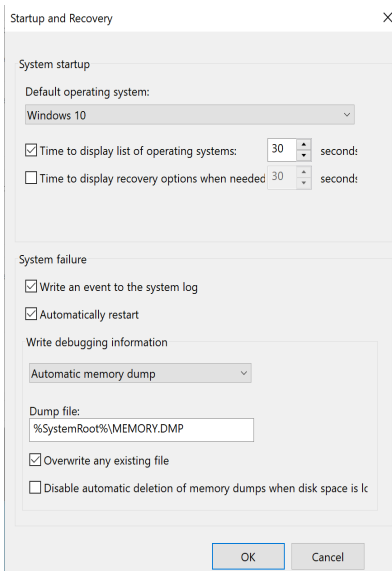 Startup and Recovery
System startup
Default operating system:
Windows 10
Time to display list of operating systems: 30 seconds
Time to display recovery options when needed 30 seconds
System failure
Write an event to the system log
Automatically restart
Write debugging information
Automatic memory dump
Dump file:
%SystemRoot%\MEMORY.DMP
Overwrite any existing file
Disable automatic deletion of memory dumps when disk space is lc
OK Cancel